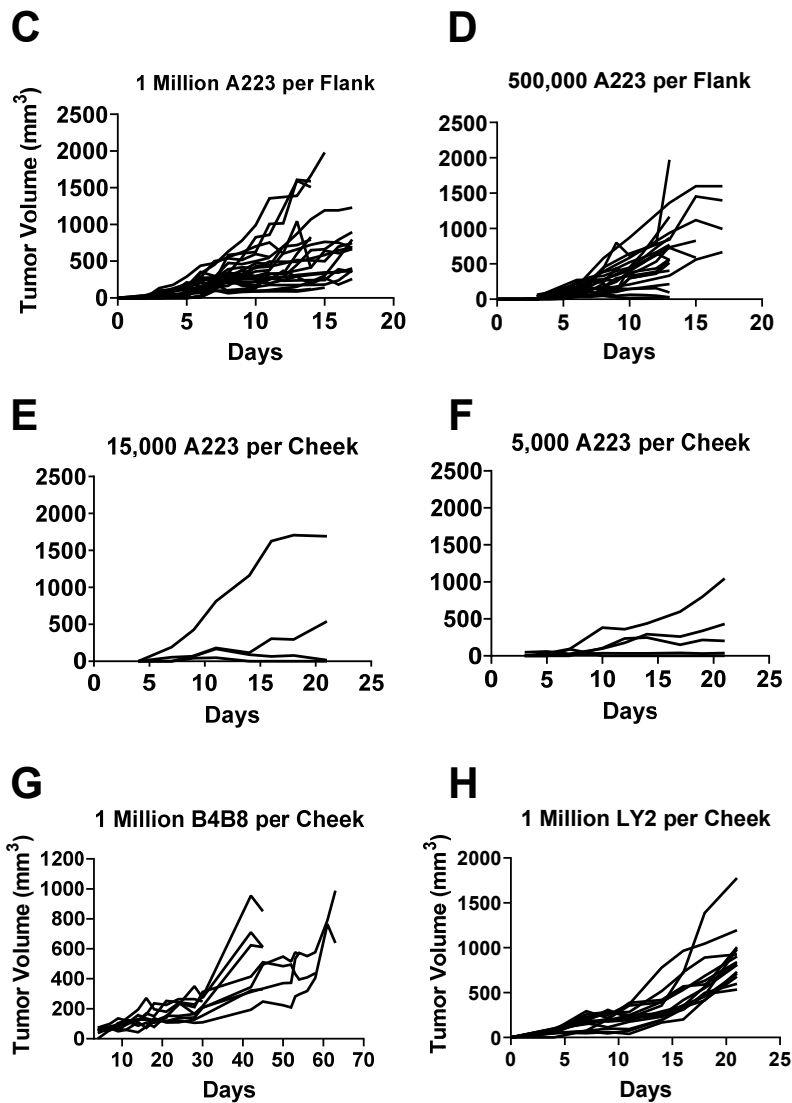 C
1 Million A223 per Flank
Tumor Volume (mm3)
2500
2000
1500
1000
500
0
0 5 10 15 20
Days
D
500,000 A223 per Flank
2500
2000
1500
1000
500
0
0 5 10 15 20
Days
E
15,000 A223 per Cheek
2500
2000
1500
1000
500
0
0 5 10 15 20 25
Days
F
5,000 A223 per Cheek
2500
2000
1500
1000
500
0
0 5 10 15 20 25
Days
G
1 Million B4B8 per Cheek
Tumor Volume (mm3)
1200
1000
800
600
400
200
0
10 20 30 40 50 60 70
Days
H
1 Million LY2 per Cheek
Tumor Volume (mm3)
2000
1500
1000
500
0
0 5 10 15 20 25
Days